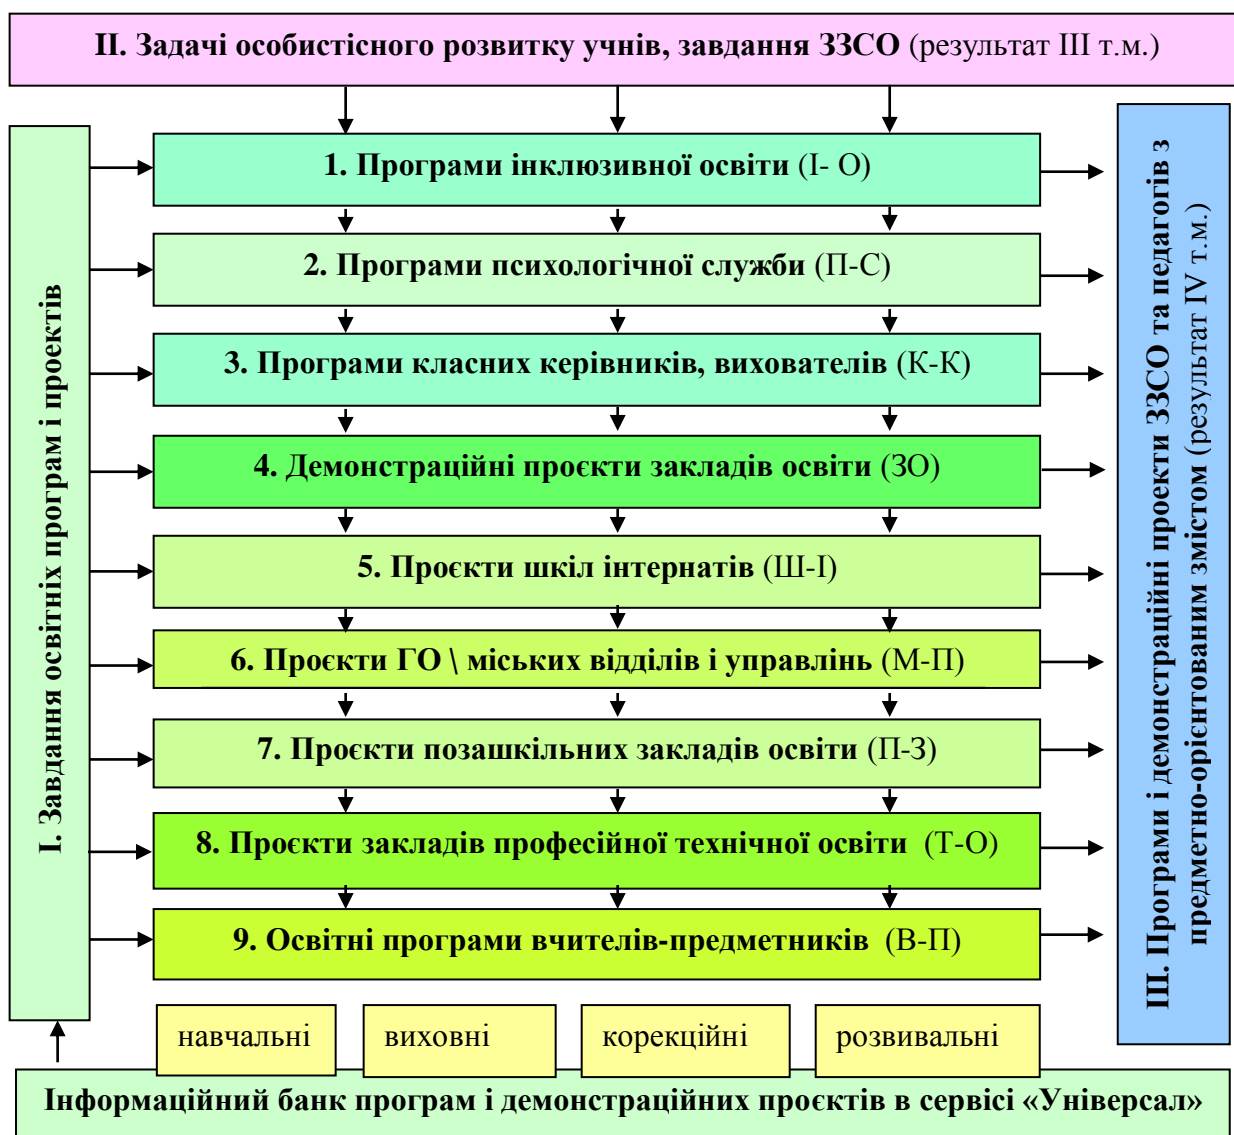 ІІ. Задачі особистісного розвитку учнів, завдання ЗЗСО (результат ІІІ т.м.)
І. Завдання освітніх програм і проектів
1. Програми інклюзивної освіти (І- О)
2. Програми психологічної служби (П-С)
3. Програми класних керівників, вихователів (К-К)
4. Демонстраційні проєкти закладів освіти (ЗО)
5. Проєкти шкіл інтернатів (Ш-І)
6. Проєкти ГО \ міських відділів і управлінь (М-П)
7. Проєкти позашкільних закладів освіти (П-З)
8. Проєкти закладів професійної технічної освіти (Т-О)
9. Освітні програми вчителів-предметників (В-П)
ІІІ. Програми і демонстраційні проекти ЗЗСО та педагогів з
предметно-орієнтованим змістом (результат IV т.м.)
навчальні
виховні
корекційні
розвивальні
Інформаційний банк програм і демонстраційних проєктів в сервісі «Універсал»